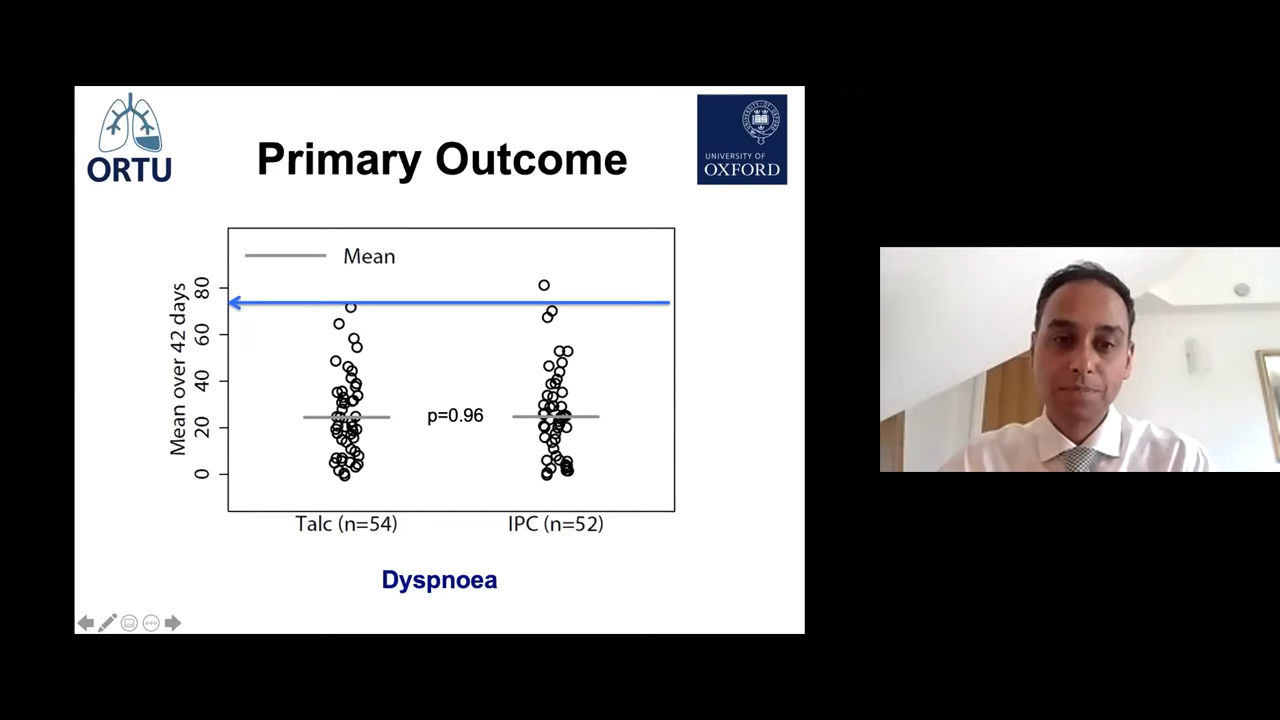 ORTU
Primary Outcome
UNIVERSITY OF
OXFORD
Mean
Mean over 42 days
80
60
40
20
0
p=0.96
Talc (n=54)
IPC (n=52)
Dyspnoea